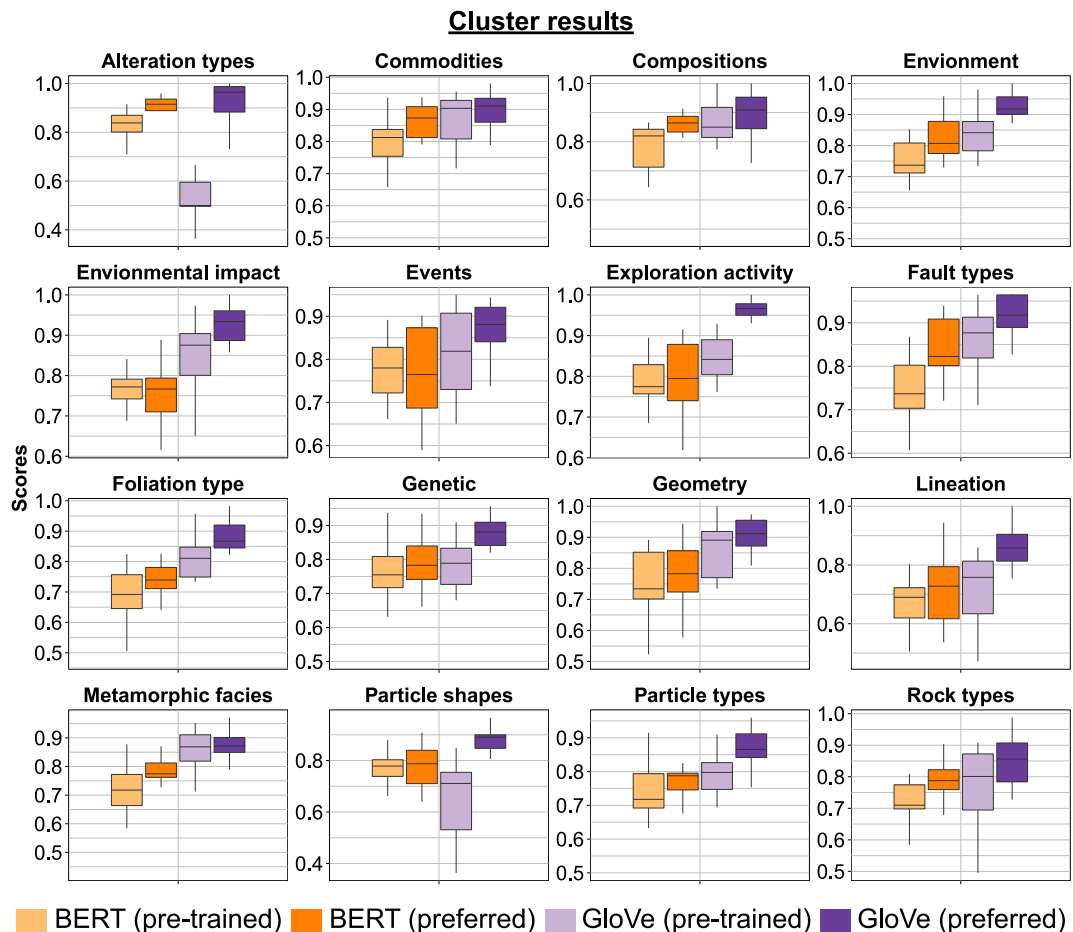 Cluster results
Alteration types Commodities Compositions Envionment
1.0 0.8 0.6 0.4
1.0 0.9 0.8 0.7 0.6 0.5
1.0 0.8 0.6
1.0 0.9 0.8 0.7 0.6 0.5
Envionmental impact Events Exploration activity Fault types
1.0 0.9 0.8 0.7 0.6
0.9 0.8 0.7 0.6
1.0 0.9 0.8 0.7 0.6
0.9 0.8 0.7 0.6
Scores
Foliation type Genetic Geometry Lineation
1.0 0.9 0.8 0.7 0.6 0.5
0.9 0.8 0.7 0.6 0.5
1.0 0.9 0.8 0.7 0.6 0.5
1.0 0.8 0.6
Metamorphic facies Particle shapes Particle types Rock types
0.9 0.8 0.7 0.6 0.5
0.8 0.6 0.4
0.9 0.8 0.7 0.6 0.5
1.0 0.9 0.8 0.7 0.6 0.5
BERT (pre-trained) BERT (preferred) GloVe (pre-trained) GloVe (preferred)